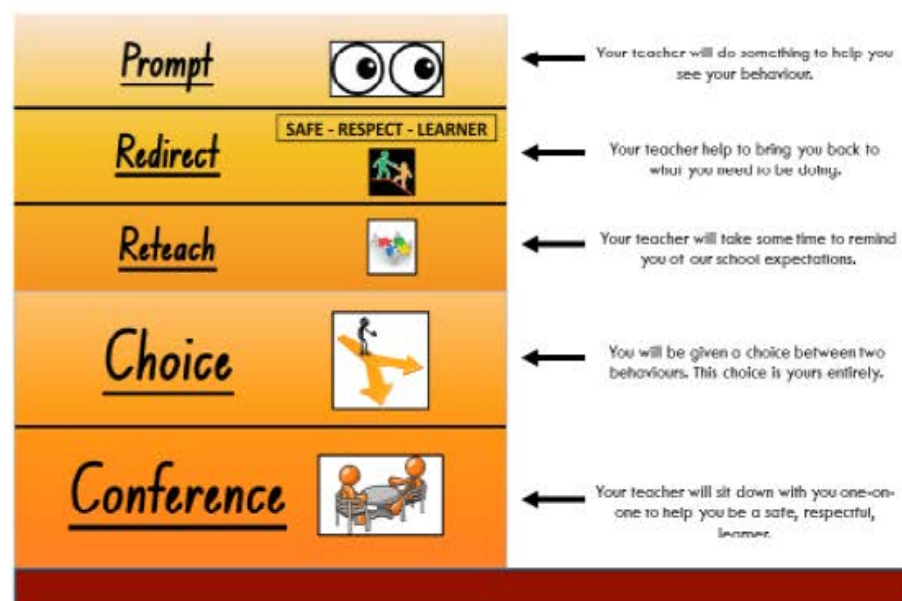 Prompt
Your teacher will do something to help you
see your behaviour.
Redirect
SAFE - RESPECT - LEARNER
Your teacher help to bring you back to
what you need to be doing.
Reteach
Your teacher will take some time to remind
you of our school expectations.
Choice
You will be given a choice between two
behaviours. This choice is yours entirely.
Conference
Your teacher will sit down with you one-on-
one to help you be a safe, respectful,
learner.